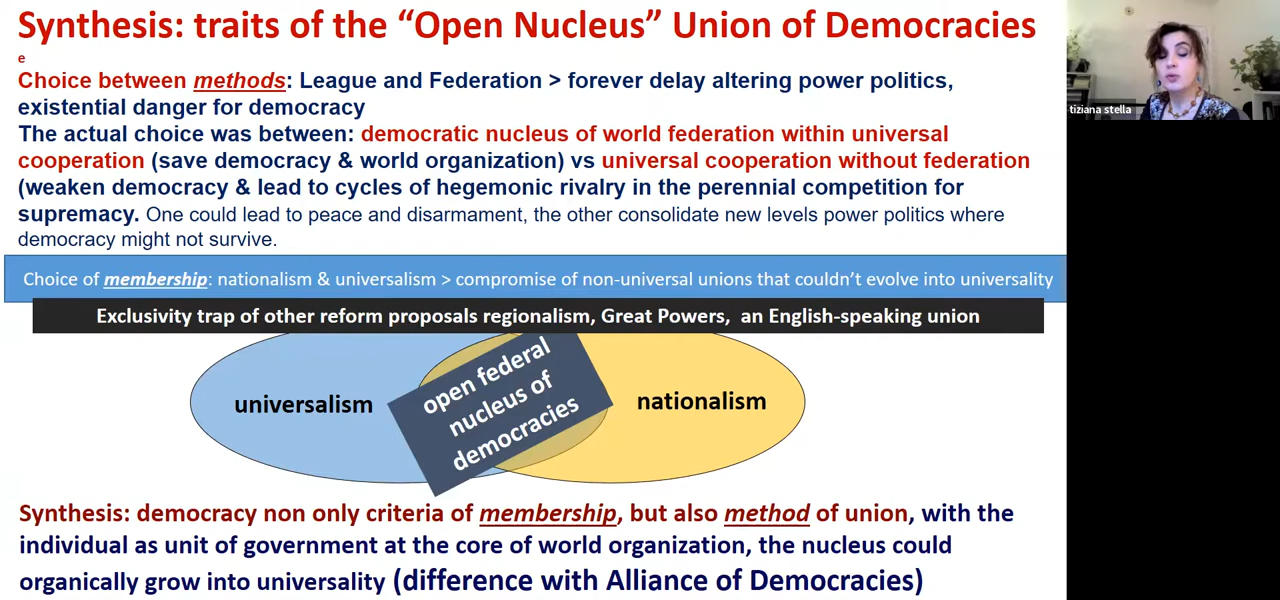 Synthesis: traits of the “Open Nucleus” Union of Democracies
e
Choice between methods: League and Federation > forever delay altering power politics,
existential danger for democracy
The actual choice was between: democratic nucleus of world federation within universal
cooperation (save democracy & world organization) vs universal cooperation without federation
(weaken democracy & lead to cycles of hegemonic rivalry in the perennial competition for
supremacy. One could lead to peace and disarmament, the other consolidate new levels power politics where
democracy might not survive.
Choice of membership: nationalism & universalism > compromise of non-universal unions that couldn’t evolve into universality
Exclusivity trap of other reform proposals regionalism, Great Powers, an English-speaking union
universalism
open federal
nucleus of
democracies
nationalism
Synthesis: democracy non only criteria of membership, but also method of union, with the
individual as unit of government at the core of world organization, the nucleus could
organically grow into universality (difference with Alliance of Democracies)
tiziana stella